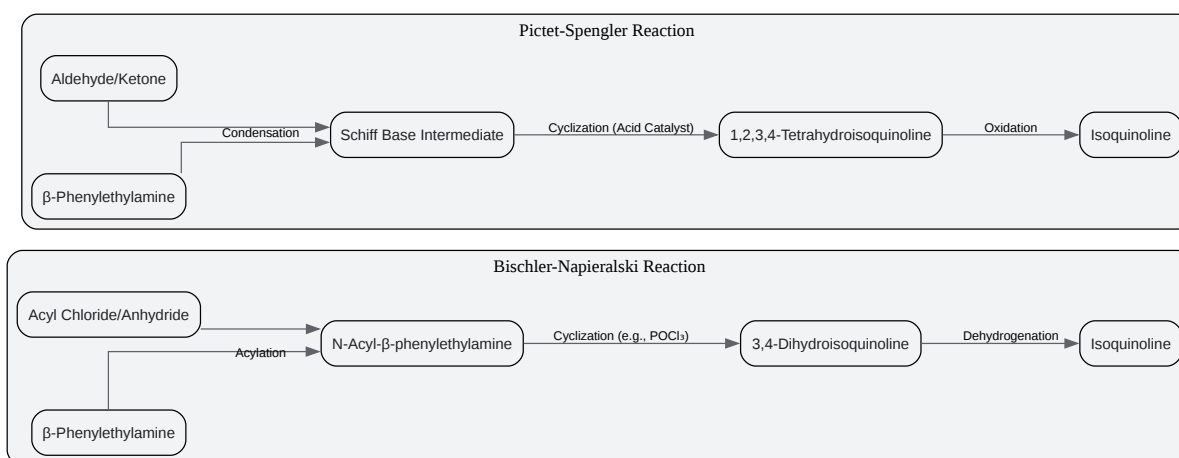 Pictet-Spengler Reaction
Aldehyde/Ketone
Condensation
β-Phenylethylamine
Schiff Base Intermediate
Cyclization (Acid Catalyst)
1,2,3,4-Tetrahydroisoquinoline
Oxidation
Isoquinoline
Bischler-Napieralski Reaction
Acyl Chloride/Anhydride
Acylation
β-Phenylethylamine
N-Acyl-β-phenylethylamine
Cyclization (e.g., POCl₃)
3,4-Dihydroisoquinoline
Dehydrogenation
Isoquinoline